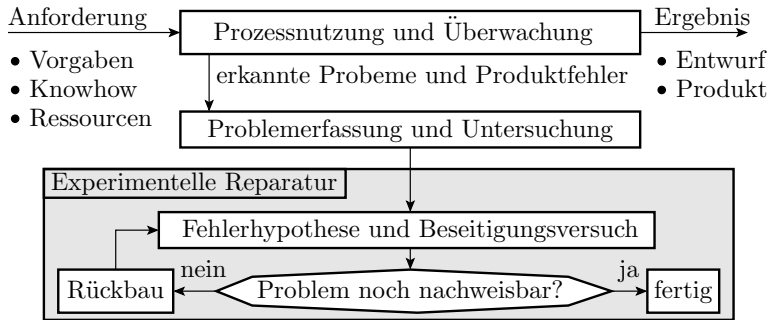 Anforderung
Prozessnutzung und Überwachung
Ergebnis
• Vorgaben
• Knowhow
• Ressourcen
erkannte Probeme und Produktfehler
• Entwurf
• Produkt
Problemerfassung und Untersuchung
Experimentelle Reparatur
Fehlerhypothese und Beseitigungsversuch
Rückbau
nein
Problem noch nachweisbar?
ja
fertig